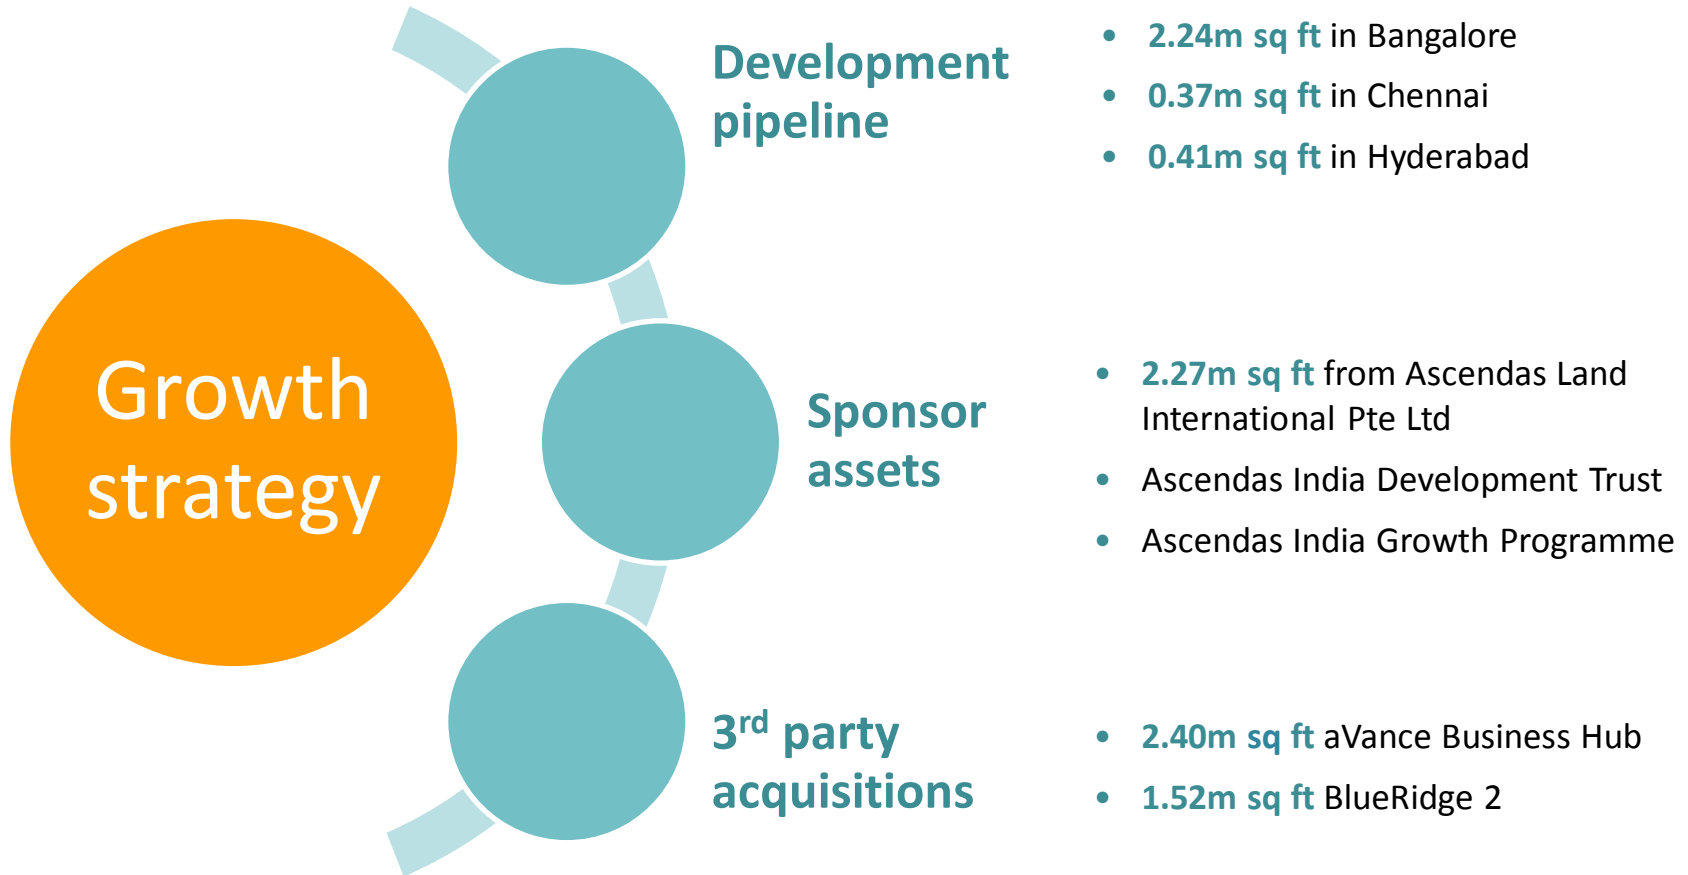 Growth
strategy
Development
pipeline
• 2.24m sq ft in Bangalore
• 0.37m sq ft in Chennai
• 0.41m sq ft in Hyderabad
Sponsor
assets
• 2.27m sq ft from Ascendas Land
International Pte Ltd
• Ascendas India Development Trust
• Ascendas India Growth Programme
3rd party
acquisitions
• 2.40m sq ft aVance Business Hub
• 1.52m sq ft BlueRidge 2